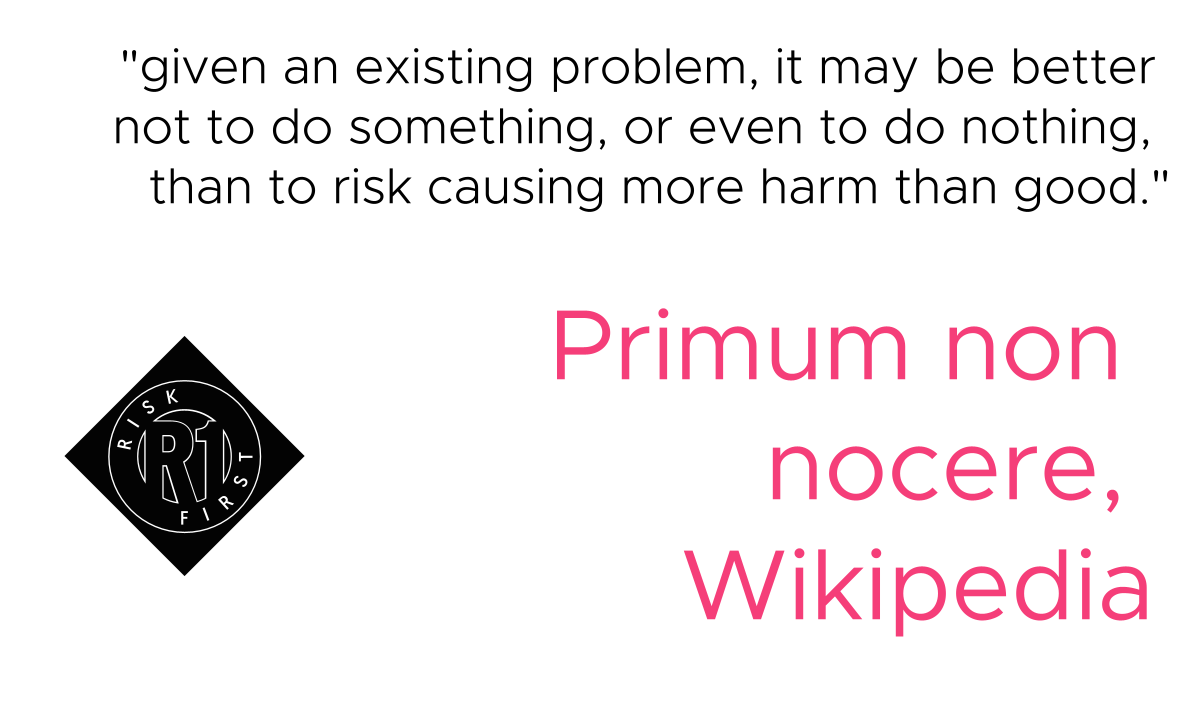 "given an existing problem, it may be better
not to do something, or even to do nothing,
than to risk causing more harm than good."
Primum non
nocere,
Wikipedia
RISK
R1
FIRST